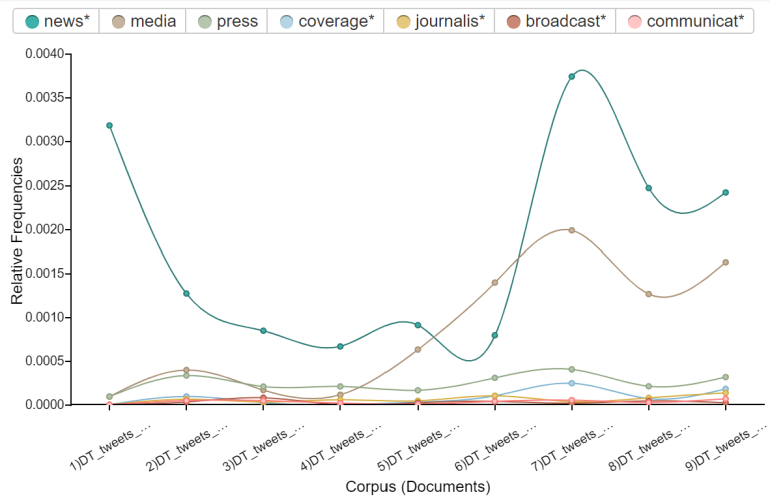 news* media press coverage* journalis* broadcast* communicat*
0.0040
0.0035
0.0030
0.0025
0.0020
0.0015
0.0010
0.0005
0.0000
Relative Frequencies
1)DT_tweets_... 2)DT_tweets_... 3)DT_tweets_... 4)DT_tweets_... 5)DT_tweets_... 6)DT_tweets_... 7)DT_tweets_... 8)DT_tweets_... 9)DT_tweets_...
Corpus (Documents)